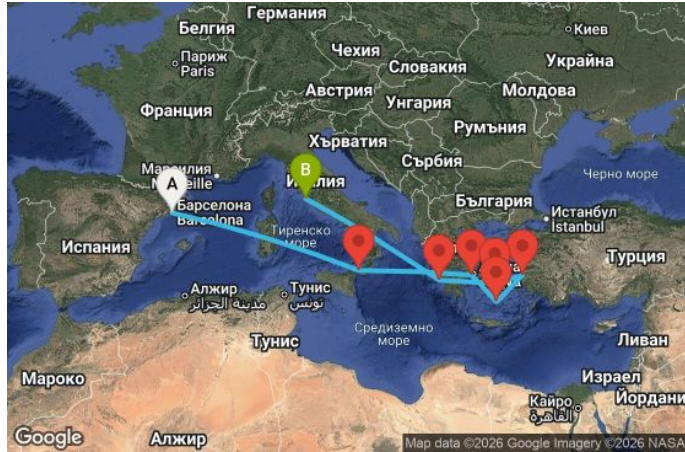 Германия
Белгия
Киев
Чехия
Париж
Paris
Украйна
Словакия
Австрия
Молдова
Унгария
Франция
Румъния
Хърватия
Сърбия
Марсилия
Черно море
A
B
България
Барселона
Barcelona
Истанбул
İstanbul
Тиренско
море
Испания
Турция
Алжир
مدينة الجزائر
Тунис
تونس
Средиземно
море
Тунис
Ливан
Мароко
Израел
Кайро
القاهرة
Йордани
Алжир
Google
Map data ©2026 Google Imagery ©2026 NASA